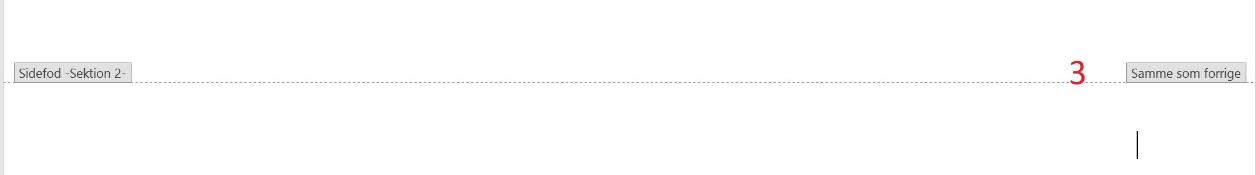 Sidefod -Sektion 2-
3
Samme som forrige